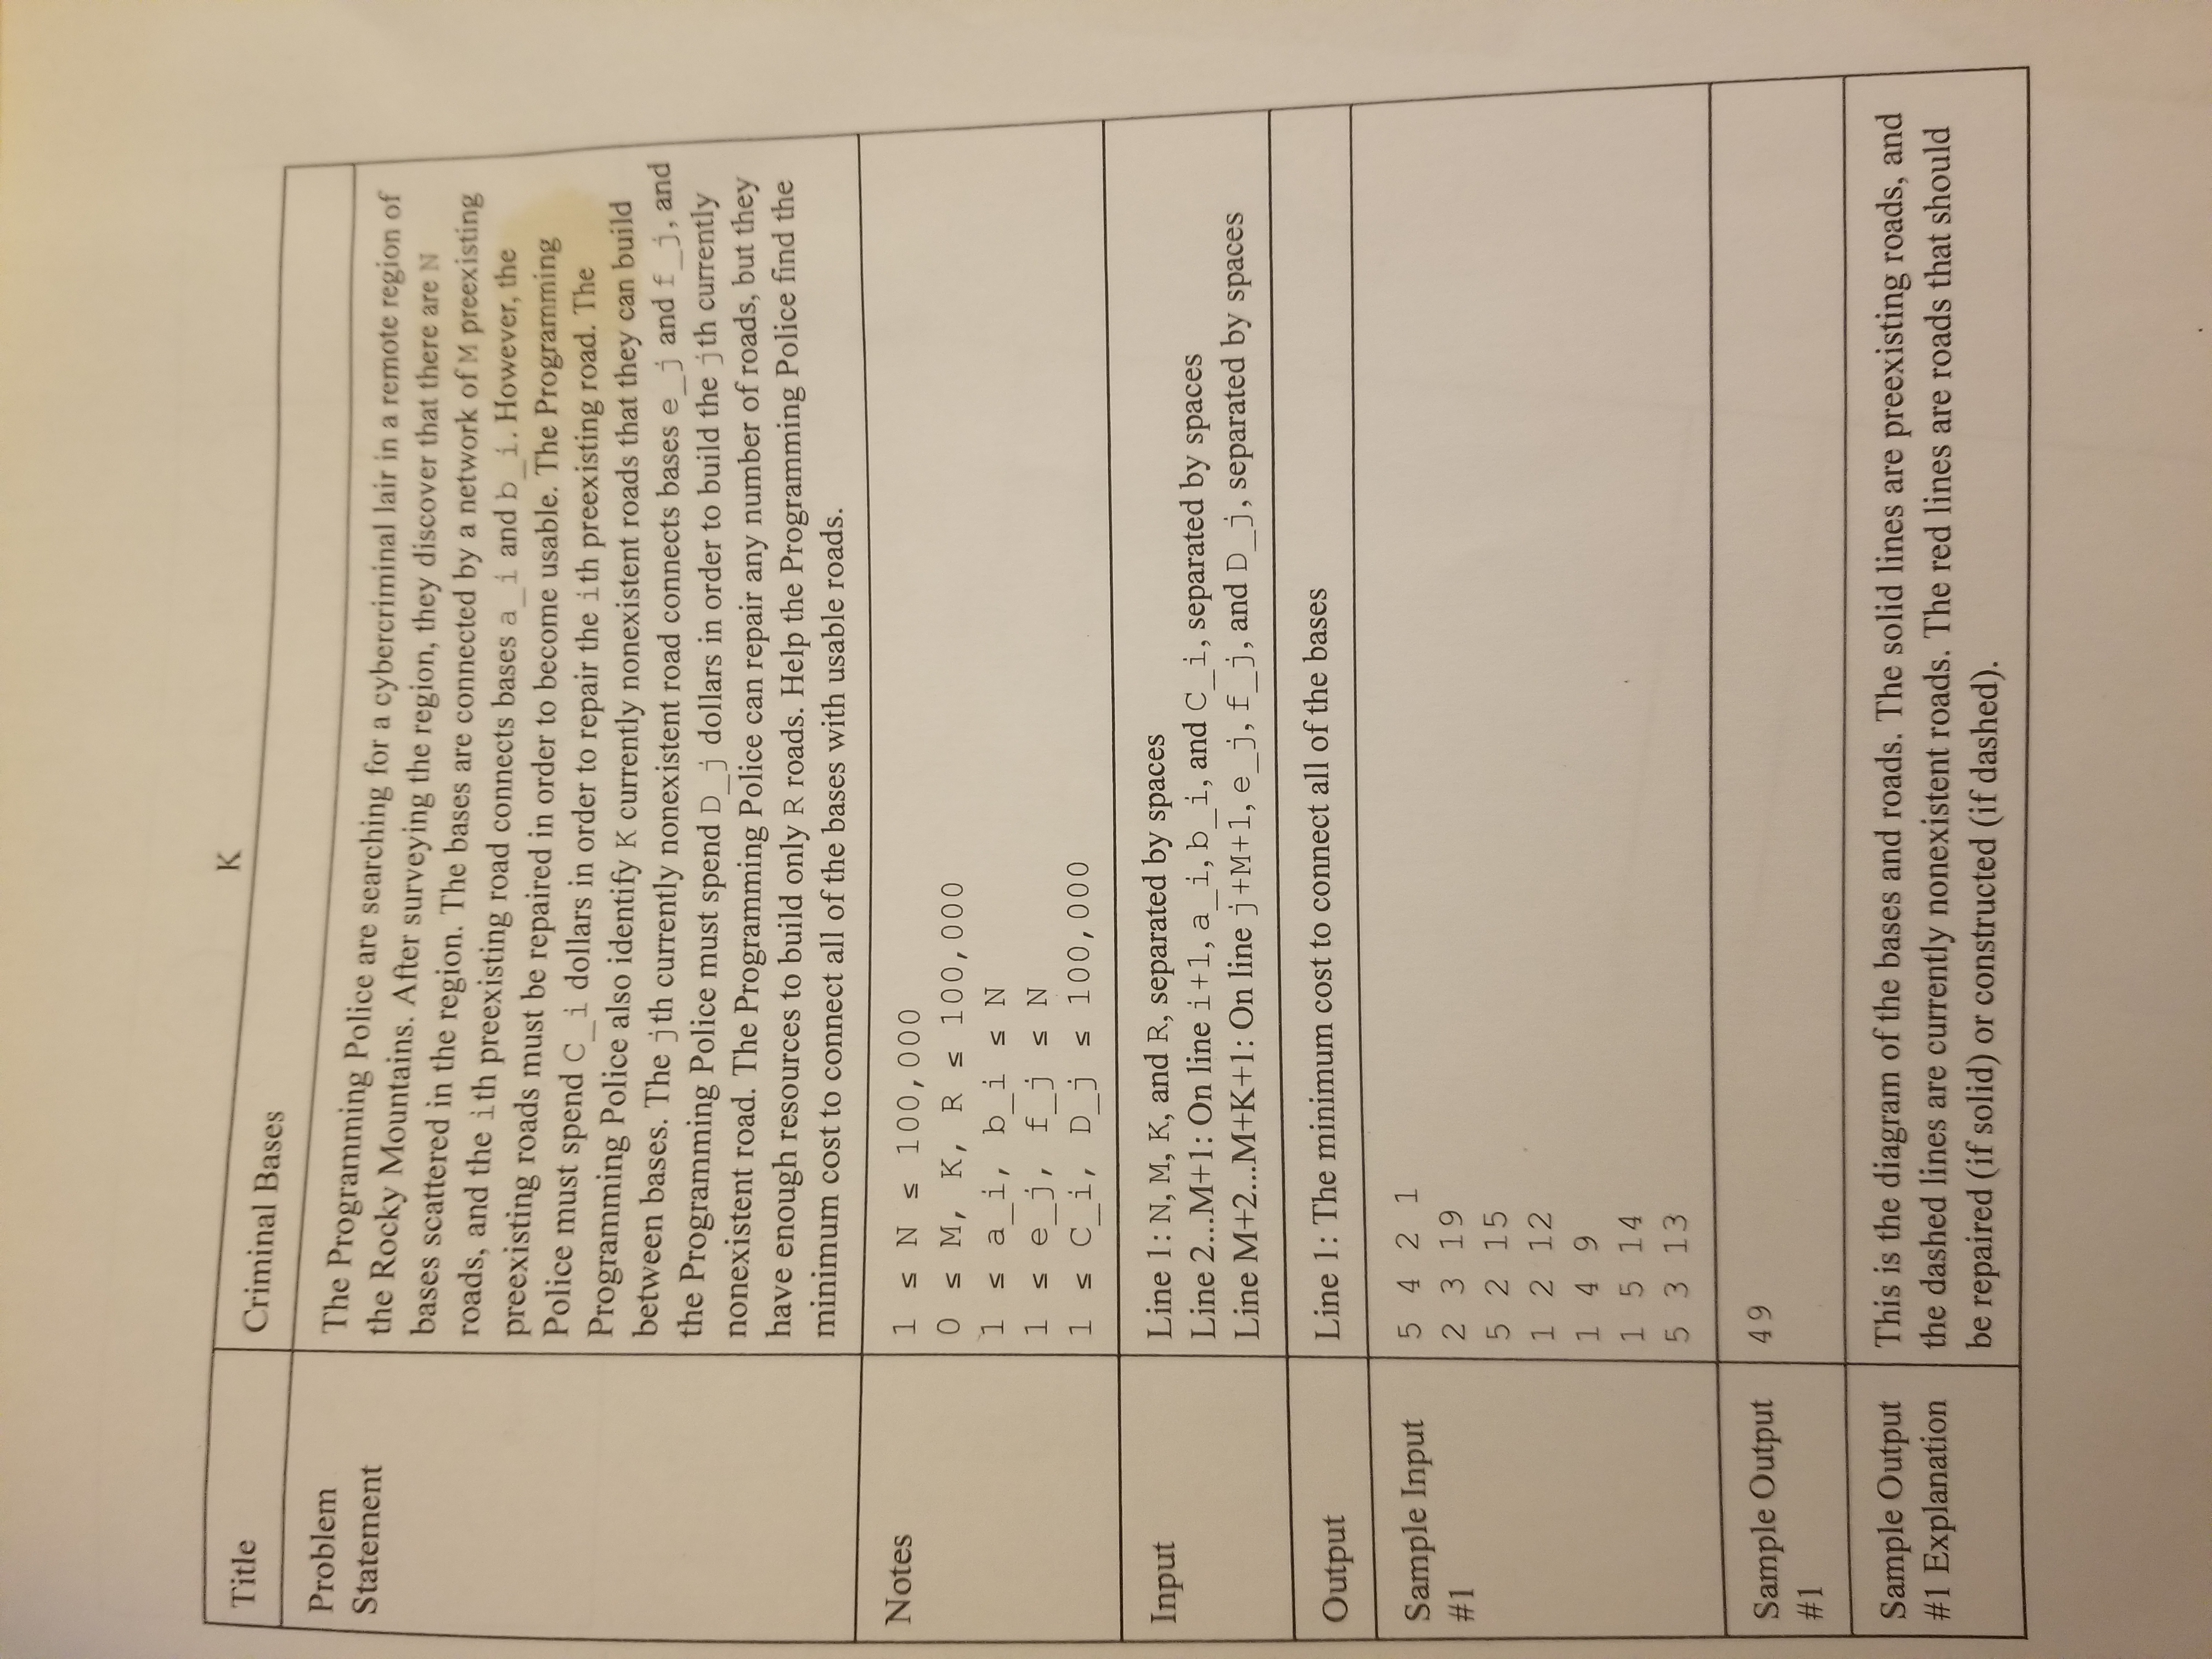 K
Title
Criminal Bases
Problem
Statement
The Programming Police are searching for a cybercriminal lair in a remote region of
the Rocky Mountains. After surveying the region, they discover that there are N
bases scattered in the region. The bases are connected by a network of M preexisting
roads, and the ith preexisting road connects bases a_i and b_i. However, the
preexisting roads must be repaired in order to become usable. The Programming
Police must spend C_i dollars in order to repair the ith preexisting road. The
Programming Police also identify K currently nonexistent roads that they can build
between bases. The jth currently nonexistent road connects bases e_j and f_j, and
the Programming Police must spend D_j dollars in order to build the jth currently
nonexistent road. The Programming Police can repair any number of roads, but they
have enough resources to build only R roads. Help the Programming Police find the
minimum cost to connect all of the bases with usable roads.
Notes
1 ≤ N ≤ 100,000
0 ≤ M, K, R ≤ 100,000
1 ≤ a_i, b_i ≤ N
1 ≤ e_j, f_j ≤ N
1 ≤ C_i, D_j ≤ 100,000
Input
Line 1: N, M, K, and R, separated by spaces
Line 2...M+1: On line i+1, a_i, b_i, and C_i, separated by spaces
Line M+2...M+K+1: On line j+M+1, e_j, f_j, and D_j, separated by spaces
Output
Line 1: The minimum cost to connect all of the bases
Sample Input
#1
5 4 2 1
2 3 19
5 2 15
1 2 12
1 4 9
1 5 14
5 3 13
Sample Output
#1
49
Sample Output
#1 Explanation
This is the diagram of the bases and roads. The solid lines are preexisting roads, and
the dashed lines are currently nonexistent roads. The red lines are roads that should
be repaired (if solid) or constructed (if dashed).